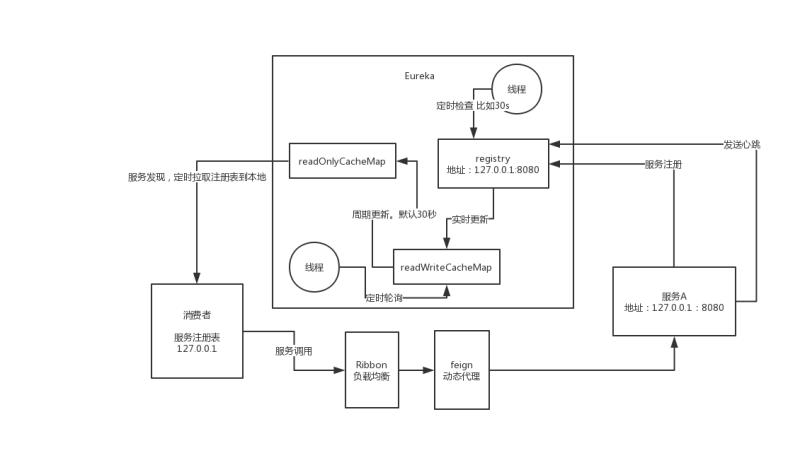 Eureka
线程
定时检查 比如30s
发送心跳
readOnlyCacheMap
registry
地址：127.0.0.1:8080
服务注册
服务发现，定时拉取注册表到本地
周期更新。默认30秒
实时更新
线程
readWriteCacheMap
定时轮询
服务A
地址：127.0.0.1：8080
消费者
服务注册表
127.0.0.1
服务调用
Ribbon
负载均衡
feign
动态代理